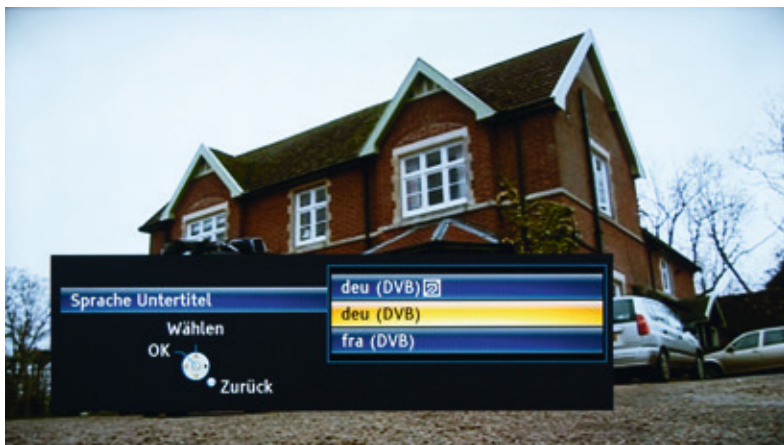 Sprache Untertitel
Wählen
OK
Zurück
deu (DVB)
deu (DVB)
fra (DVB)